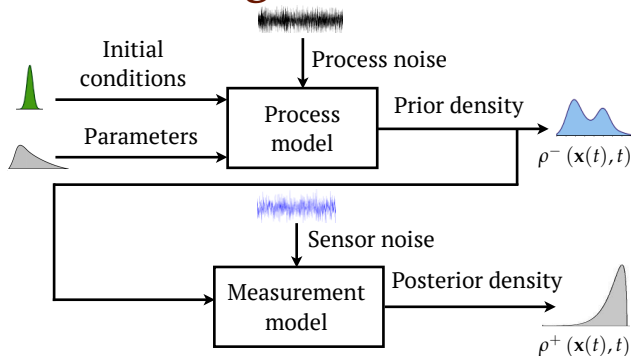 Initial
conditions
Process noise
Parameters
Process
model
Prior density
ρ⁻ (x(t), t)
Sensor noise
Measurement
model
Posterior density
ρ⁺ (x(t), t)